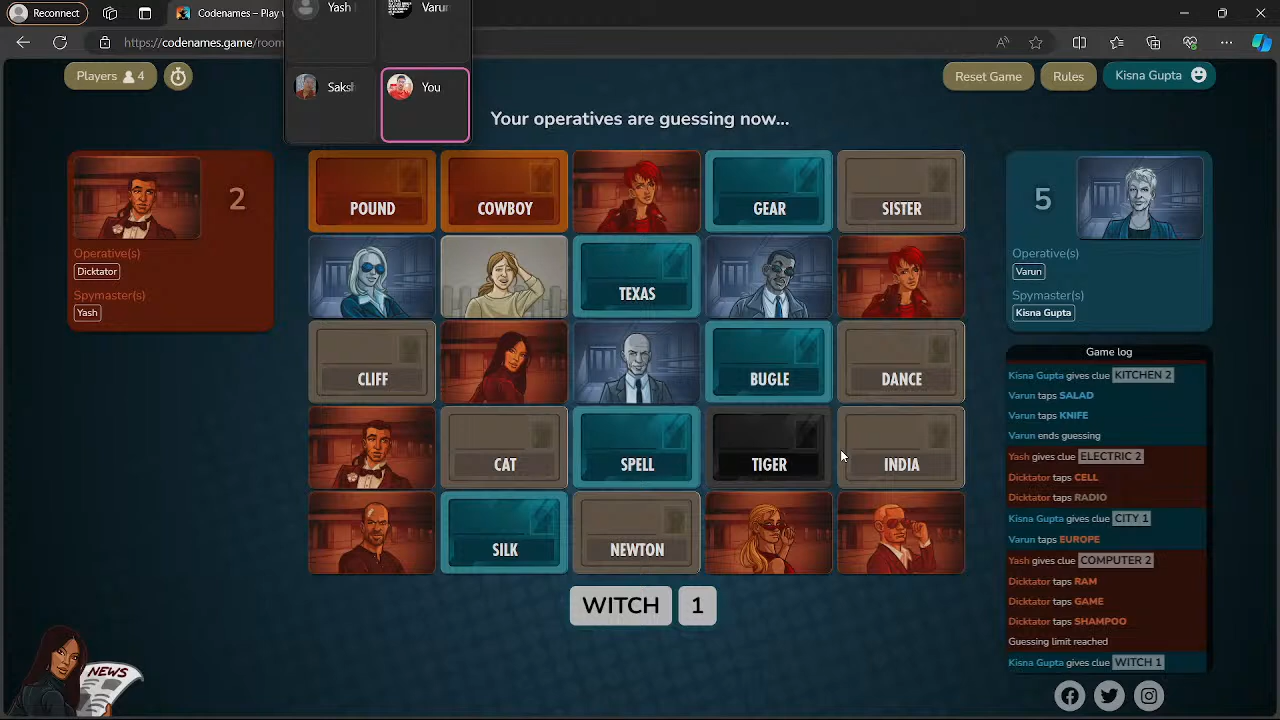 Reconnect
Codenames – Play
https://codenames.game/room
Yash
Varun
Saksl
You
Players 4
Reset Game
Rules
Kisna Gupta
Your operatives are guessing now...
2
Operative(s)
Dicktator
Spymaster(s)
Yash
5
Operative(s)
Varun
Spymaster(s)
Kisna Gupta
POUND
COWBOY
GEAR
SISTER
TEXAS
CLIFF
BUGLE
DANCE
CAT
SPELL
TIGER
INDIA
SILK
NEWTON
WITCH 1
Game log
Kisna Gupta gives clue KITCHEN 2
Varun taps SALAD
Varun taps KNIFE
Varun ends guessing
Yash gives clue ELECTRIC 2
Dicktator taps CELL
Dicktator taps RADIO
Kisna Gupta gives clue CITY 1
Varun taps EUROPE
Yash gives clue COMPUTER 2
Dicktator taps RAM
Dicktator taps GAME
Dicktator taps SHAMPOO
Guessing limit reached
Kisna Gupta gives clue WITCH 1
NEWS